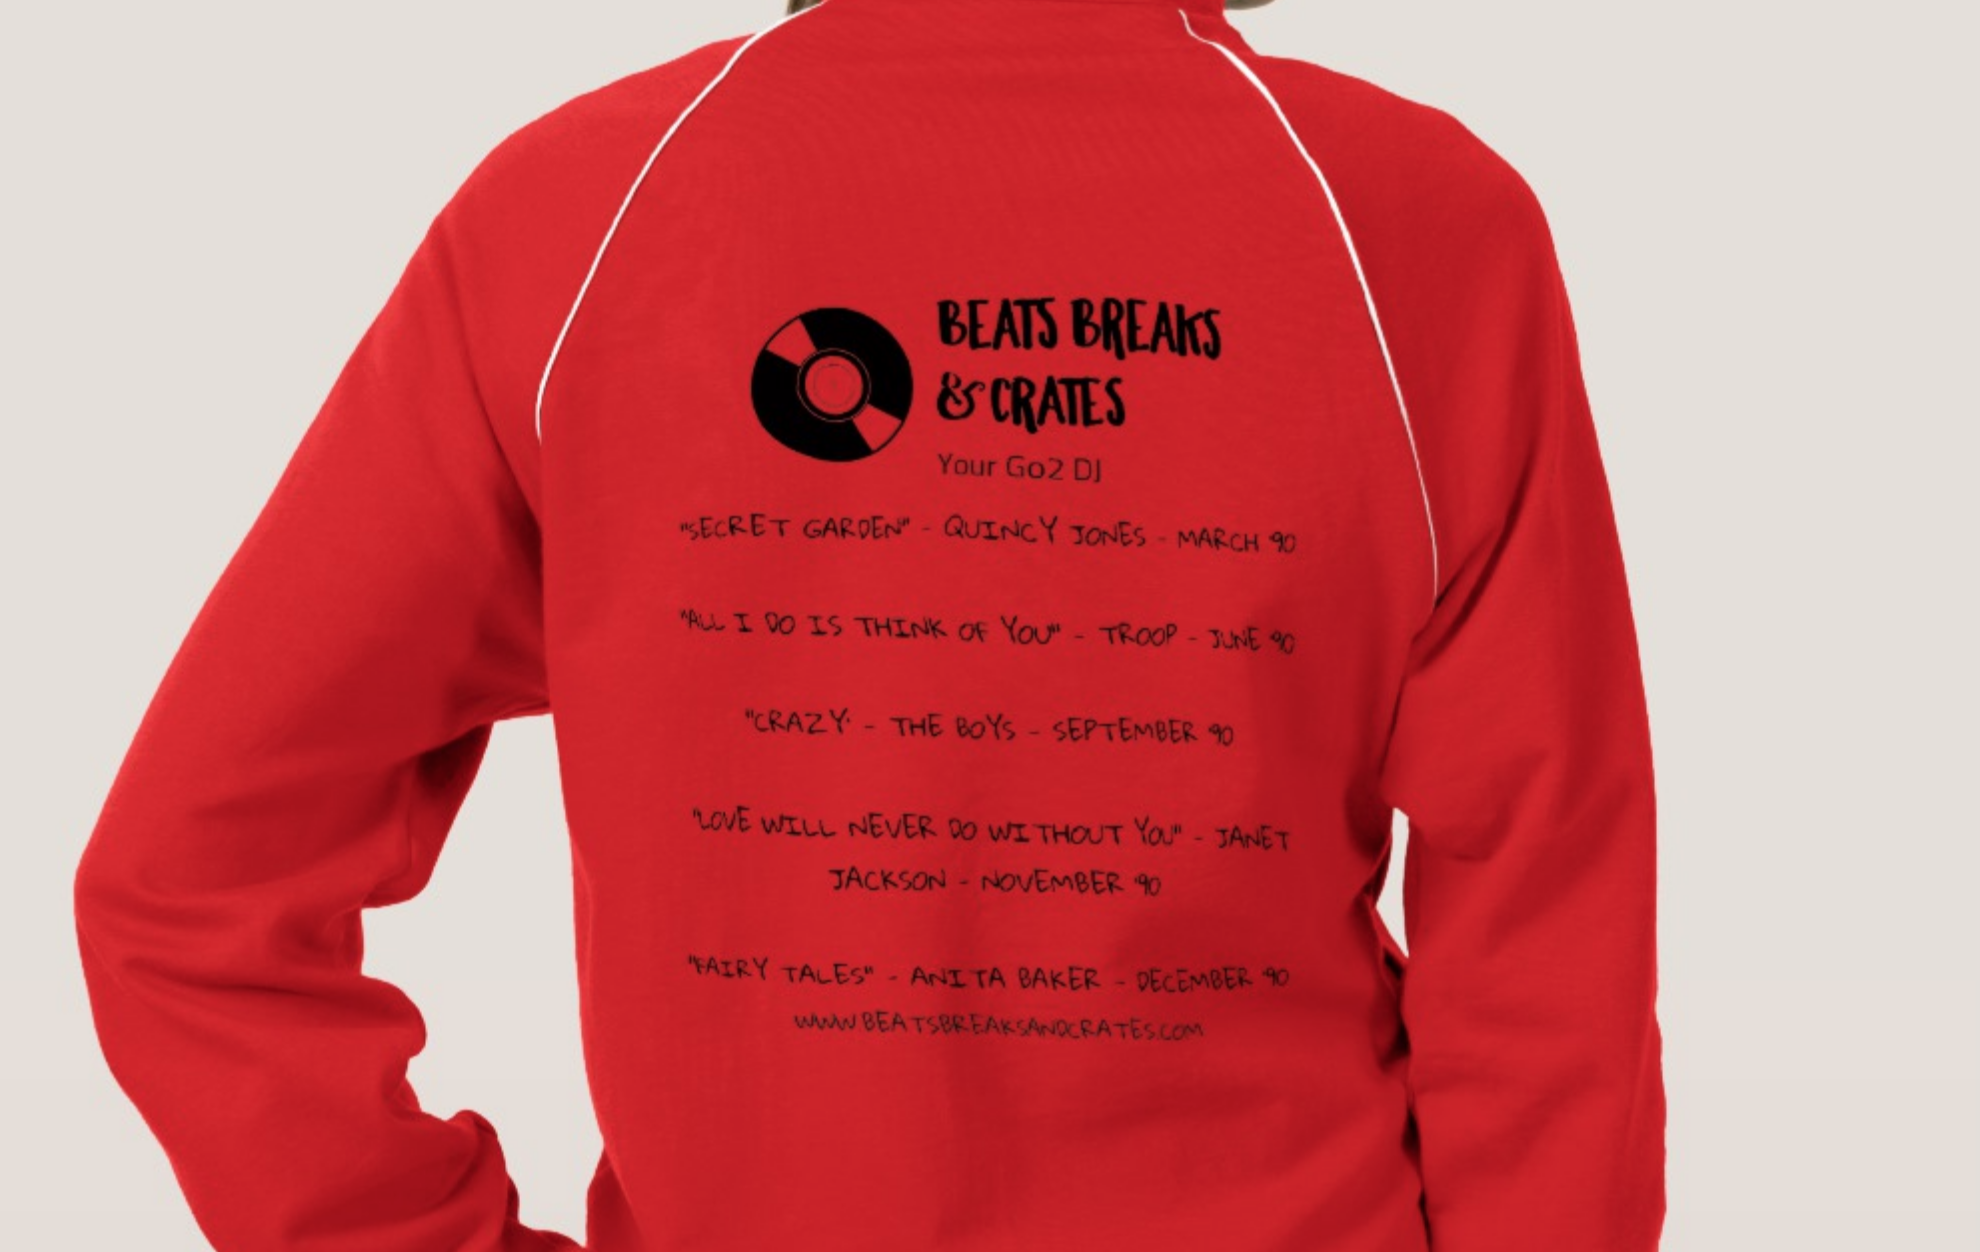 BEATS BREAKS
& CRATES
Your Go2 DJ
"SECRET GARDEN" - QUINCY JONES - MARCH 90
"ALL I DO IS THINK OF YOU" - TROOP - JUNE 90
"CRAZY' - THE BOYS - SEPTEMBER 90
"LOVE WILL NEVER DO WITHOUT YOU" - JANET
JACKSON - NOVEMBER '90
"FAIRY TALES" - ANITA BAKER - DECEMBER '90
WWW.BEATSBREAKSANDCRATES.COM